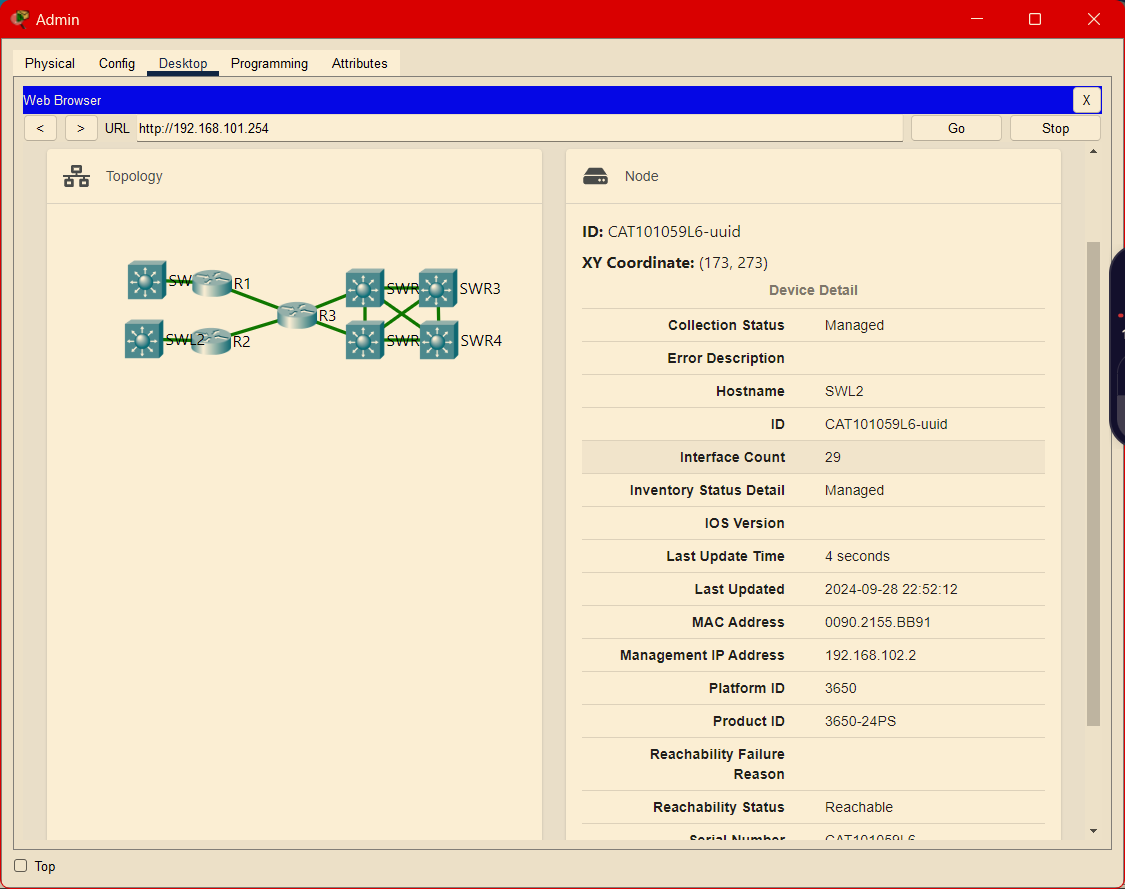 Admin
Physical Config Desktop Programming Attributes
Web Browser X
< > URL http://192.168.101.254 Go Stop
Topology
SW R1
SWL2 R2
R3
SWR SWR3
SWR SWR4
Node
ID: CAT101059L6-uuid
XY Coordinate: (173, 273)
Device Detail
Collection Status Managed
Error Description
Hostname SWL2
ID CAT101059L6-uuid
Interface Count 29
Inventory Status Detail Managed
IOS Version
Last Update Time 4 seconds
Last Updated 2024-09-28 22:52:12
MAC Address 0090.2155.BB91
Management IP Address 192.168.102.2
Platform ID 3650
Product ID 3650-24PS
Reachability Failure
Reason
Reachability Status Reachable
Serial Number CAT101059L6
Top